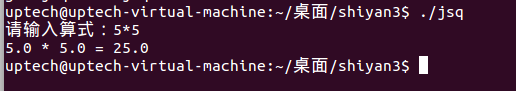 uptech@uptech-virtual-machine:~/桌面/shiyan3$ ./jsq
请输入算式：5*5
5.0 * 5.0 = 25.0
uptech@uptech-virtual-machine:~/桌面/shiyan3$